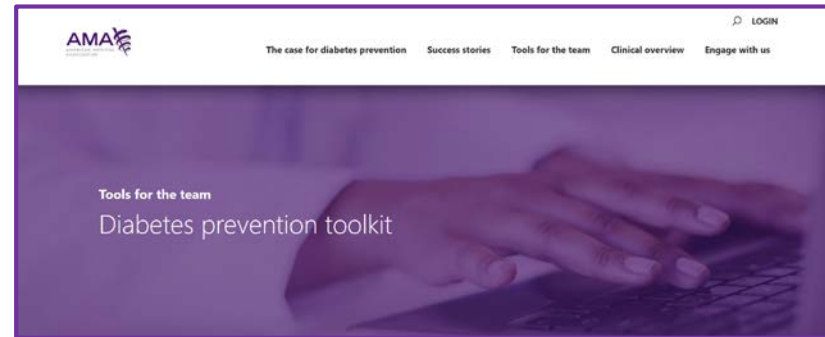 LOGIN
AMA
The case for diabetes prevention Success stories Tools for the team Clinical overview Engage with us
Tools for the team
Diabetes prevention toolkit